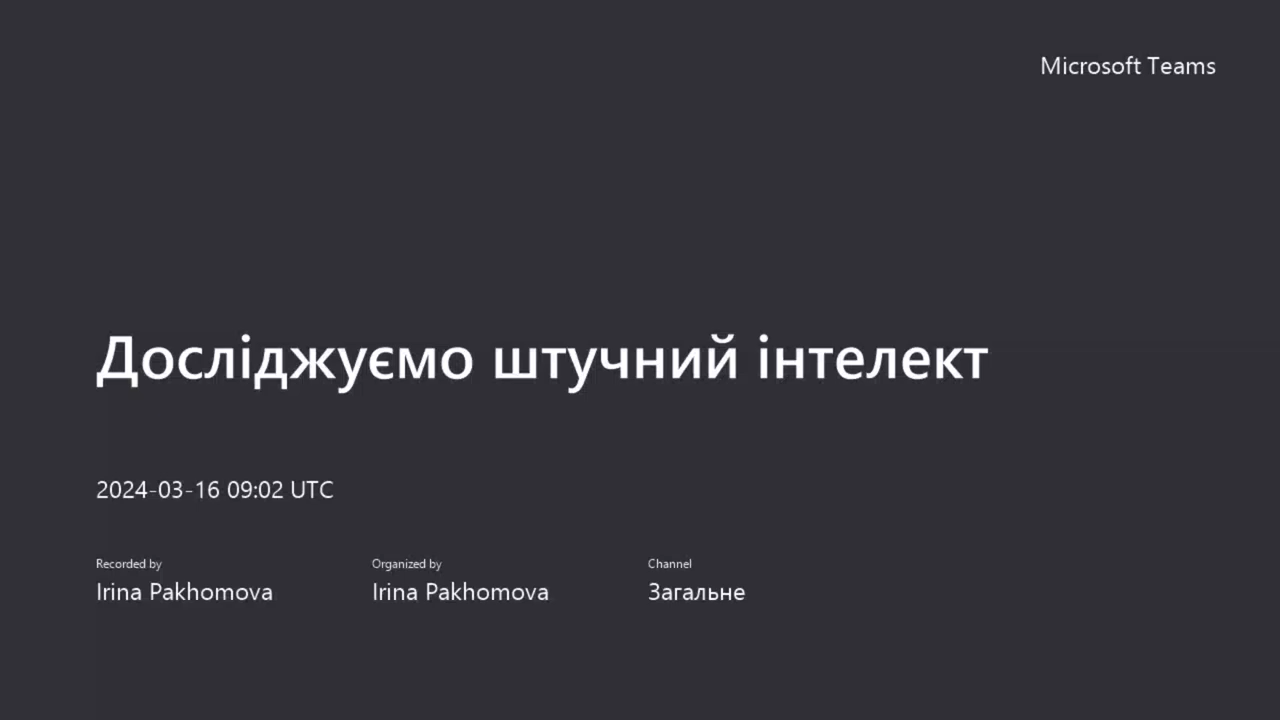 Microsoft Teams
Досліджуємо штучний інтелект
2024-03-16 09:02 UTC
Recorded by
Irina Pakhomova
Organized by
Irina Pakhomova
Channel
Загальне